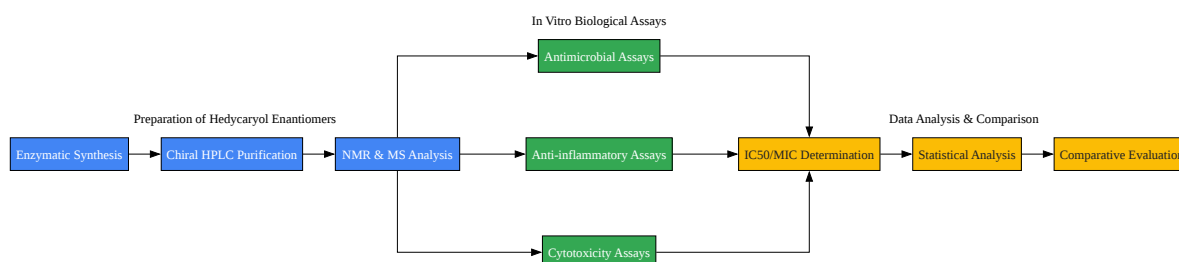 In Vitro Biological Assays
Antimicrobial Assays
Preparation of Hedycaryol Enantiomers
Data Analysis & Comparison
Enzymatic Synthesis
Chiral HPLC Purification
NMR & MS Analysis
Anti-inflammatory Assays
IC50/MIC Determination
Statistical Analysis
Comparative Evaluation
Cytotoxicity Assays